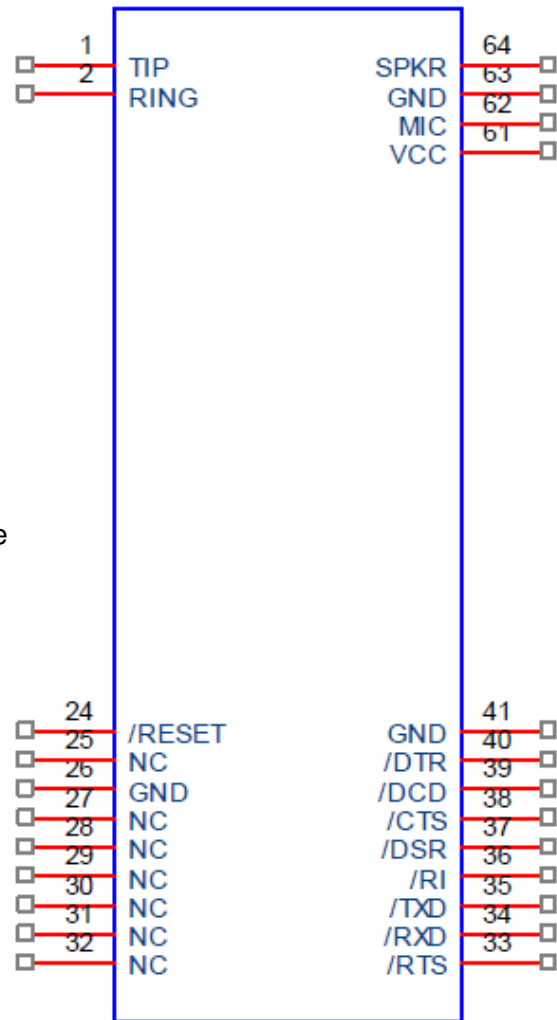 1 64
TIP SPKR
2 63
RING GND
62
MIC
61
VCC
e
24 41
/RESET GND
25 40
NC /DTR
26 39
GND /DCD
27 38
NC /CTS
28 37
NC /DSR
29 36
NC /RI
30 35
NC /TXD
31 34
NC /RXD
32 33
NC /RTS